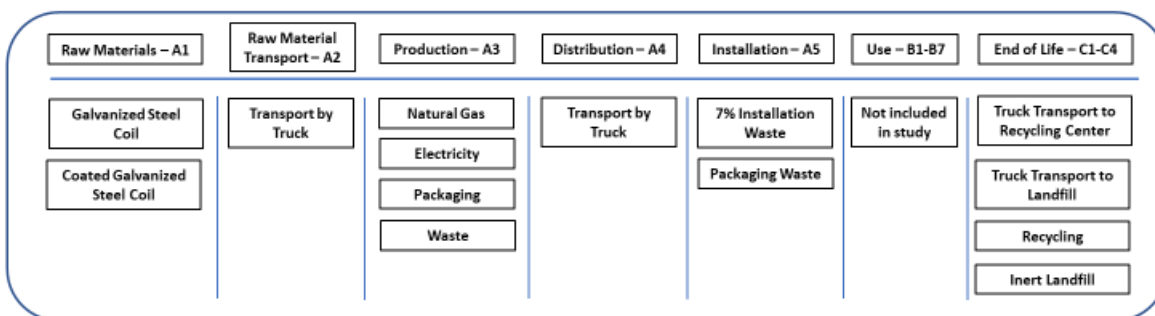 Raw Materials – A1
Raw Material
Transport – A2
Production – A3
Distribution – A4
Installation – A5
Use – B1-B7
End of Life – C1-C4
Galvanized Steel
Coil
Coated Galvanized
Steel Coil
Transport by
Truck
Natural Gas
Electricity
Packaging
Waste
Transport by
Truck
7% Installation
Waste
Packaging Waste
Not included
in study
Truck Transport to
Recycling Center
Truck Transport to
Landfill
Recycling
Inert Landfill